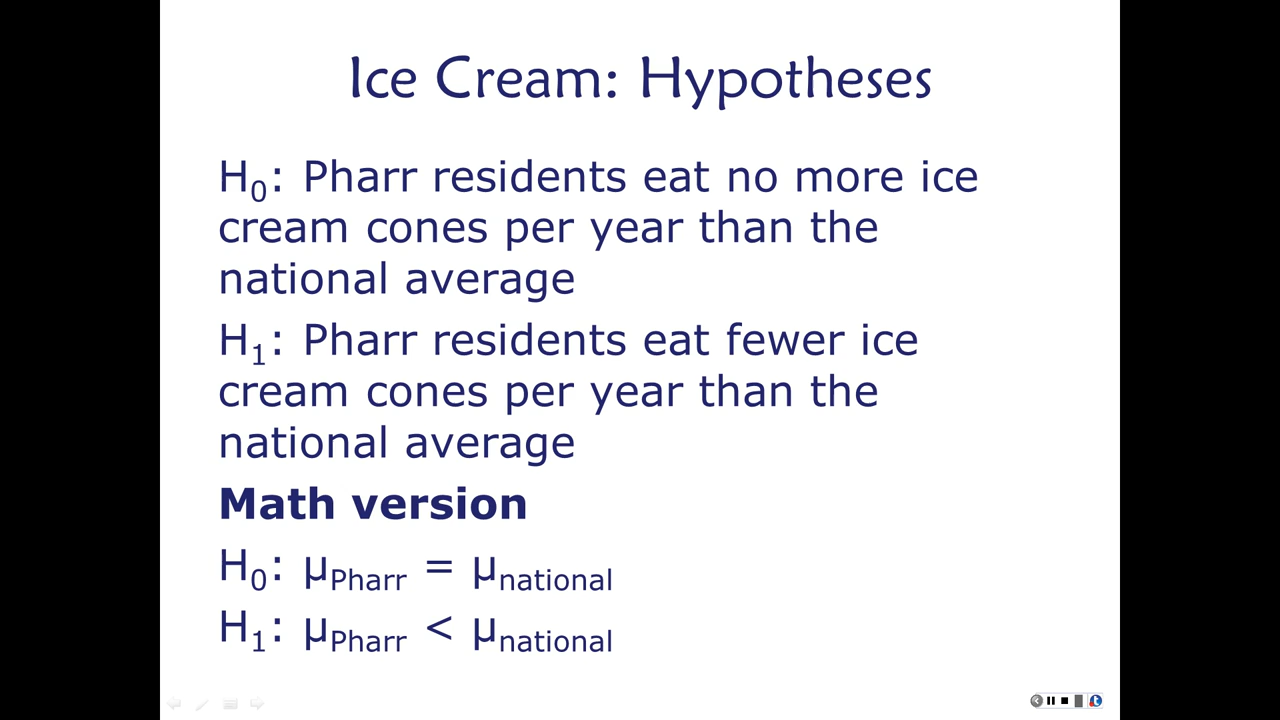 Ice Cream: Hypotheses
H₀: Pharr residents eat no more ice
cream cones per year than the
national average
H₁: Pharr residents eat fewer ice
cream cones per year than the
national average
Math version
H₀: μPharr = μnational
H₁: μPharr < μnational